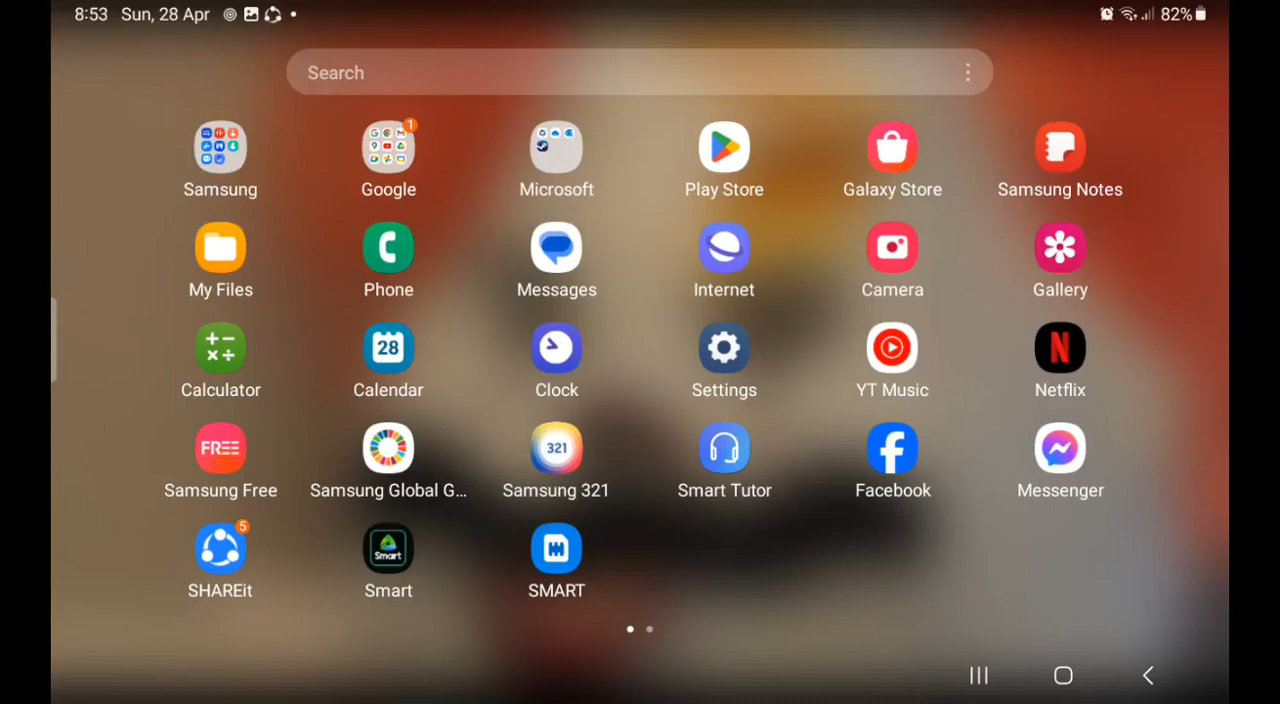 8:53 Sun, 28 Apr 82%
Search
1
Samsung Google Microsoft Play Store Galaxy Store Samsung Notes
My Files Phone Messages Internet Camera Gallery
28
Calculator Calendar Clock Settings YT Music Netflix
FREE 321
Samsung Free Samsung Global G... Samsung 321 Smart Tutor Facebook Messenger
5 Smart
SHAREit Smart SMART